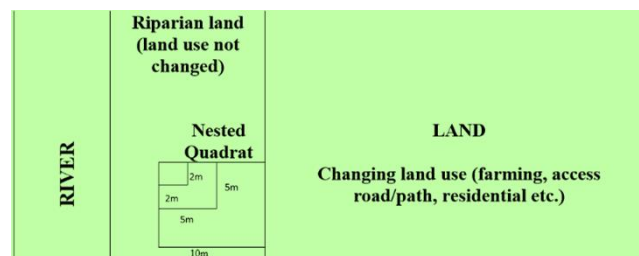 Riparian land
(land use not
changed)
RIVER
Nested
Quadrat
2m
2m
5m
5m
10m
LAND
Changing land use (farming, access
road/path, residential etc.)